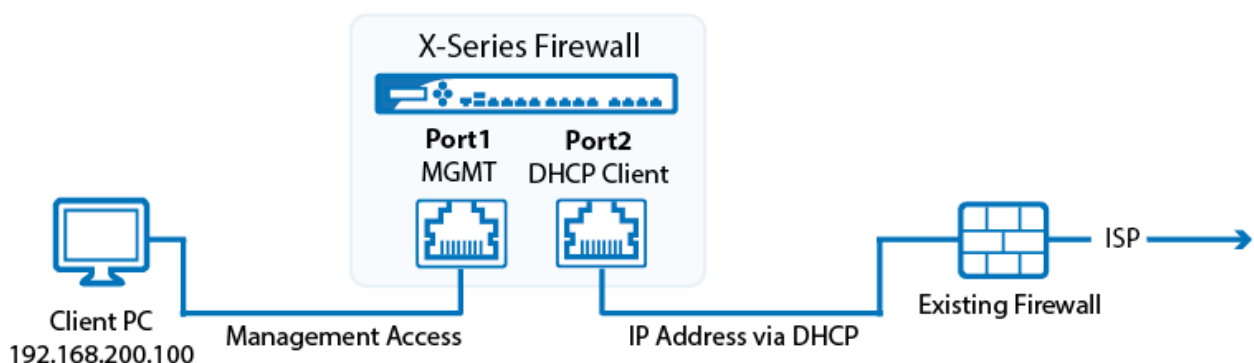 X-Series Firewall
Port1
MGMT
Port2
DHCP Client
ISP
Existing Firewall
Client PC
192.168.200.100
Management Access
IP Address via DHCP